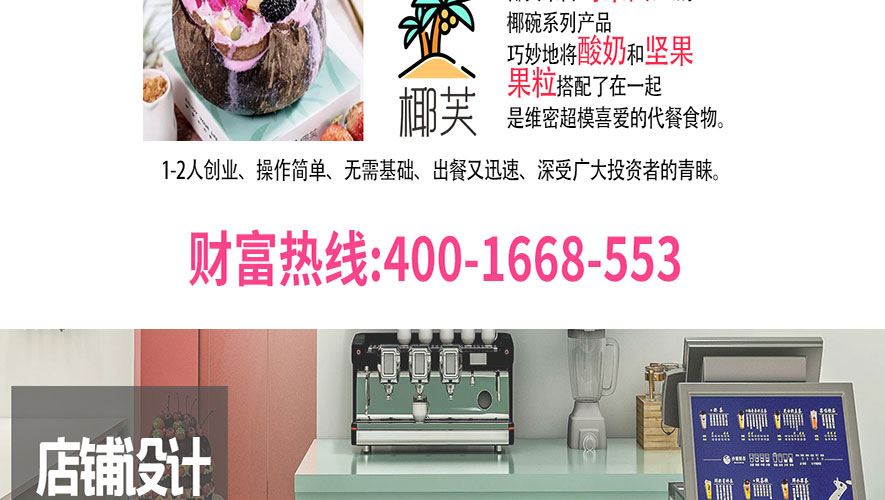 椰碗系列产品
巧妙地将酸奶和坚果
果粒搭配了在一起
是维密超模喜爱的代餐食物。
椰芙
1-2人创业、操作简单、无需基础、出餐又迅速、深受广大投资者的青睐。
财富热线:400-1668-553
店铺设计